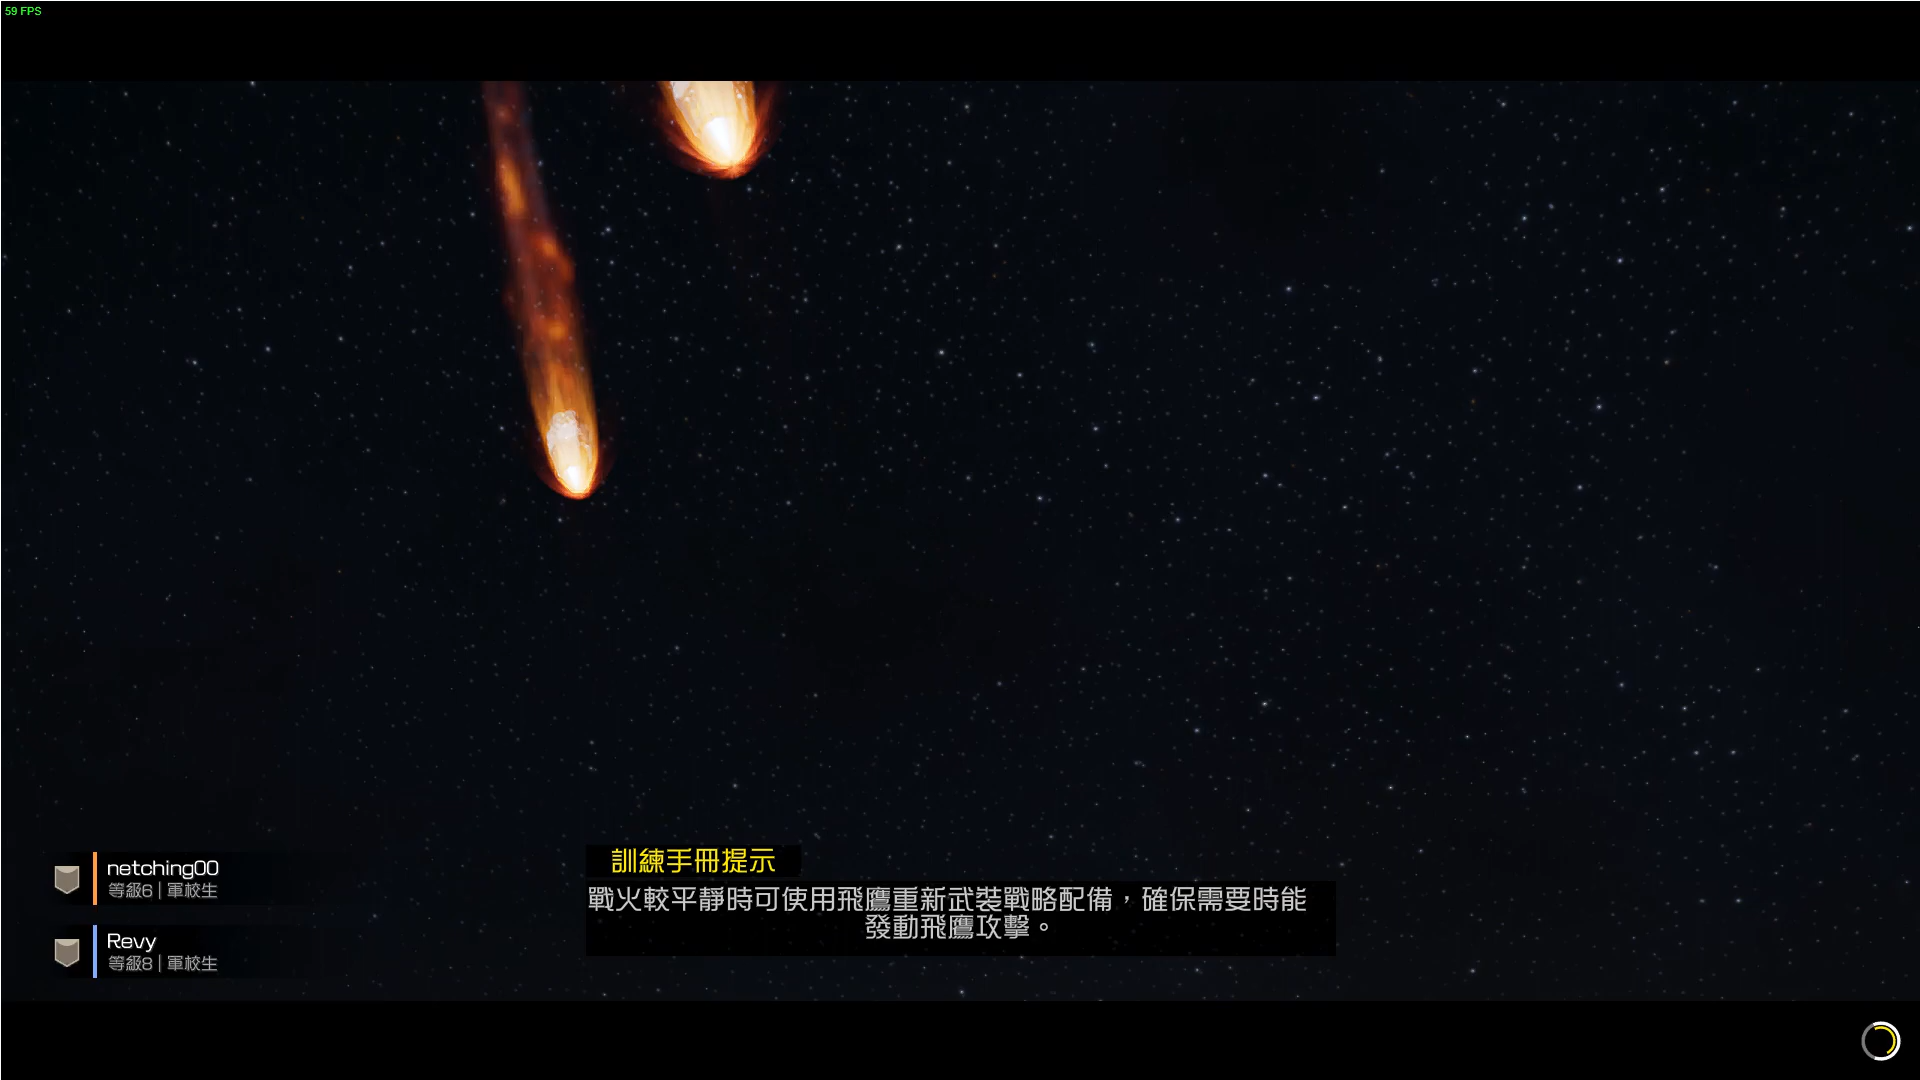 59 FPS
netching00
等級6 | 軍校生
Revy
等級8 | 軍校生
訓練手冊提示
戰火較平靜時可使用飛鷹重新武裝戰略配備，確保需要時能
發動飛鷹攻擊。